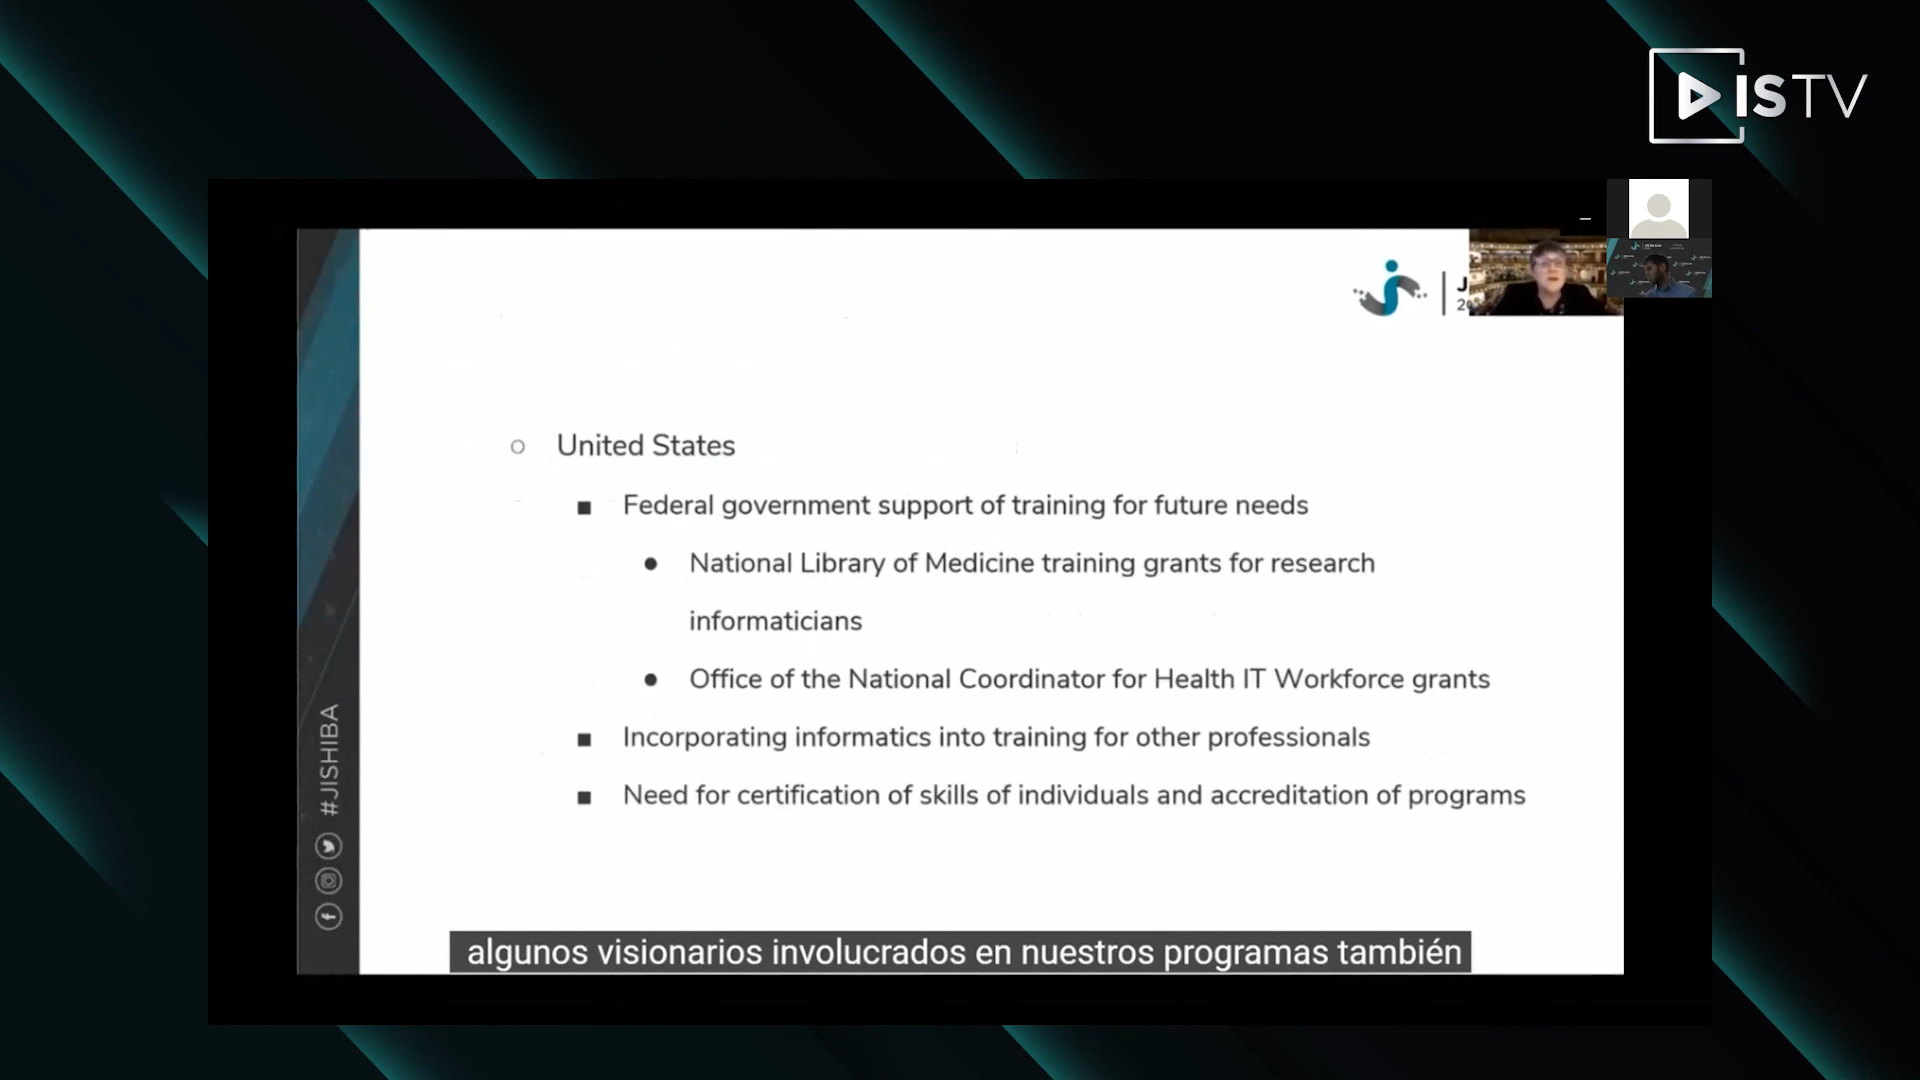 ISTV
J
United States
Federal government support of training for future needs
National Library of Medicine training grants for research
informaticians
Office of the National Coordinator for Health IT Workforce grants
Incorporating informatics into training for other professionals
Need for certification of skills of individuals and accreditation of programs
#JISHIBA
algunos visionarios involucrados en nuestros programas también